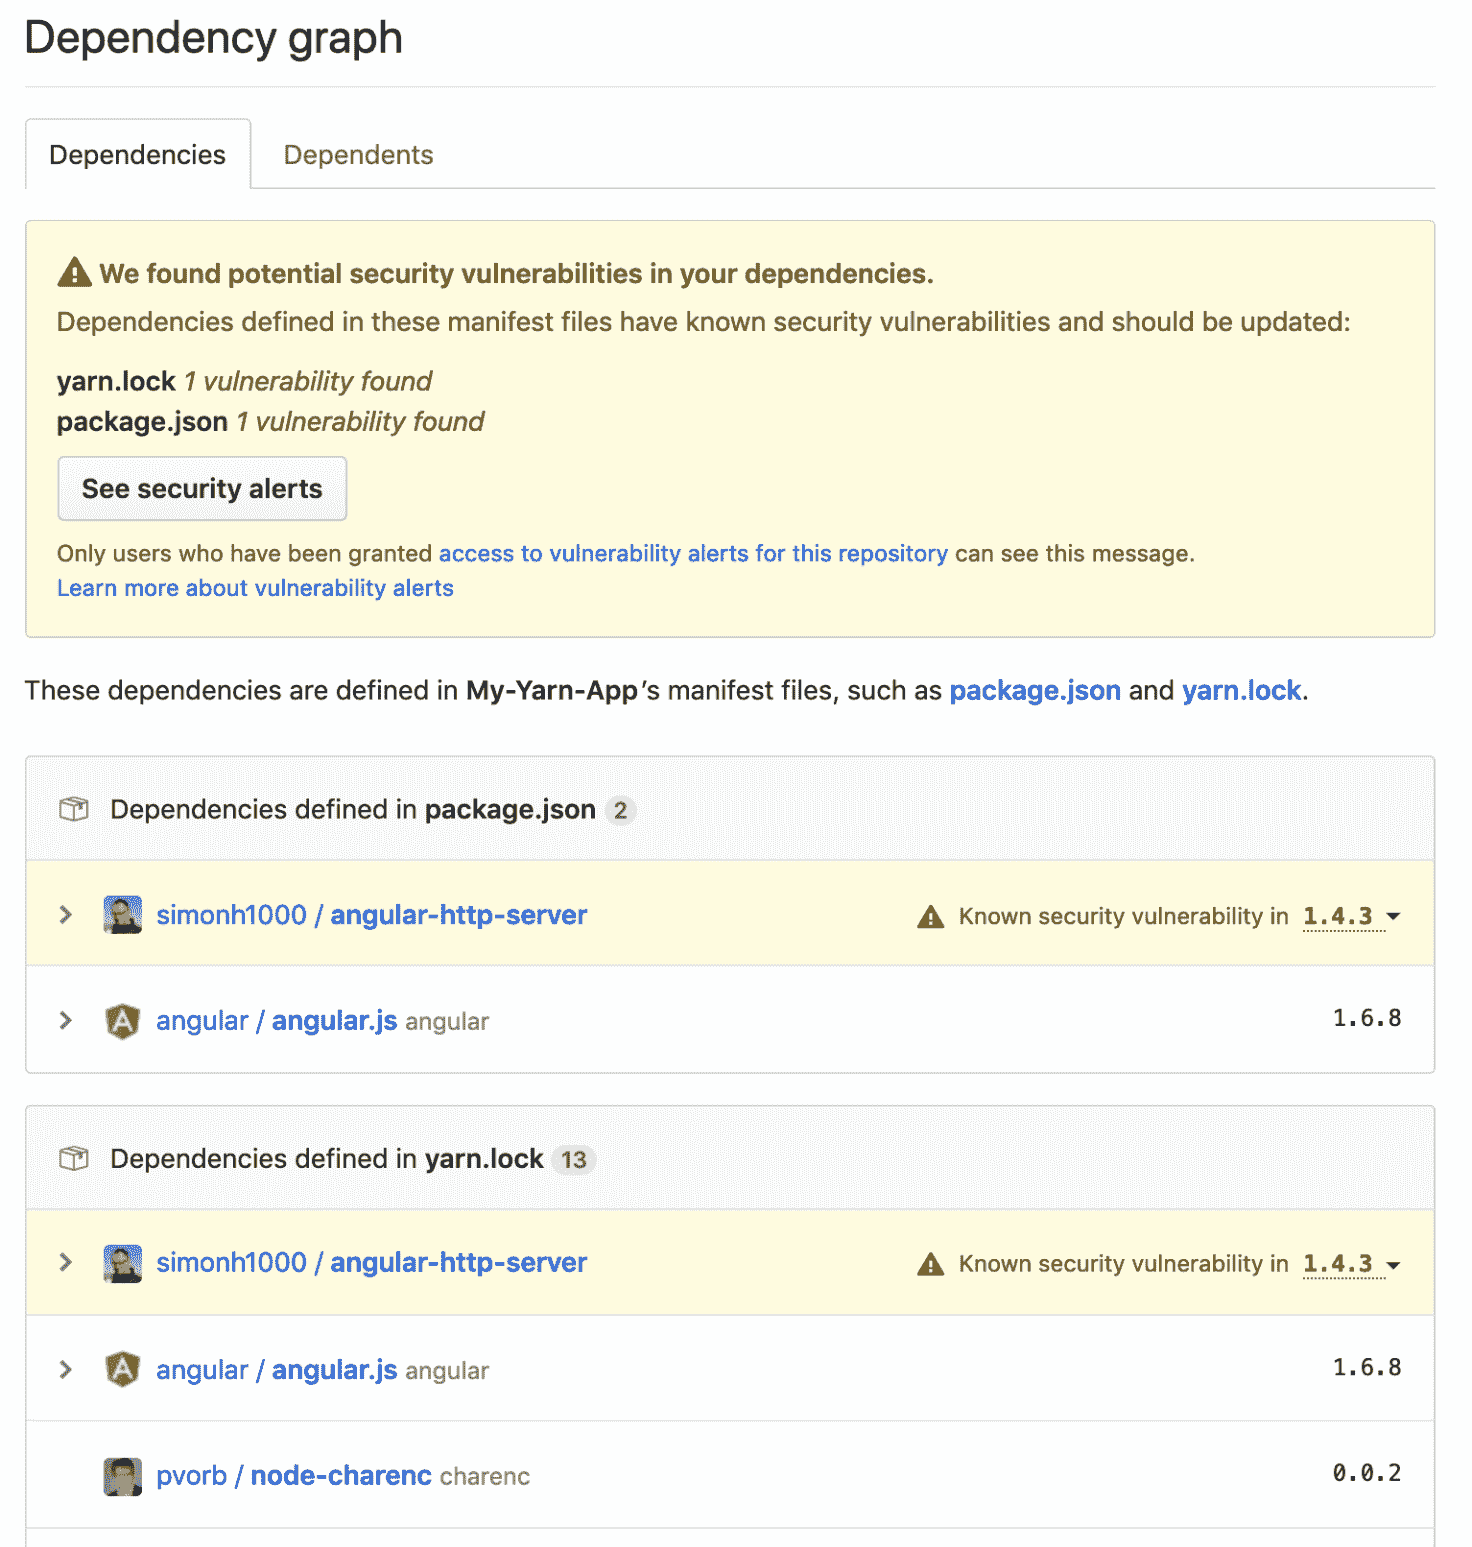 Dependency graph
Dependencies Dependents
We found potential security vulnerabilities in your dependencies.
Dependencies defined in these manifest files have known security vulnerabilities and should be updated:
yarn.lock 1 vulnerability found
package.json 1 vulnerability found
See security alerts
Only users who have been granted access to vulnerability alerts for this repository can see this message.
Learn more about vulnerability alerts
These dependencies are defined in My-Yarn-App's manifest files, such as package.json and yarn.lock.
Dependencies defined in package.json 2
simonh1000 / angular-http-server Known security vulnerability in 1.4.3
angular / angular.js angular 1.6.8
Dependencies defined in yarn.lock 13
simonh1000 / angular-http-server Known security vulnerability in 1.4.3
angular / angular.js angular 1.6.8
pvorb / node-charenc charenc 0.0.2